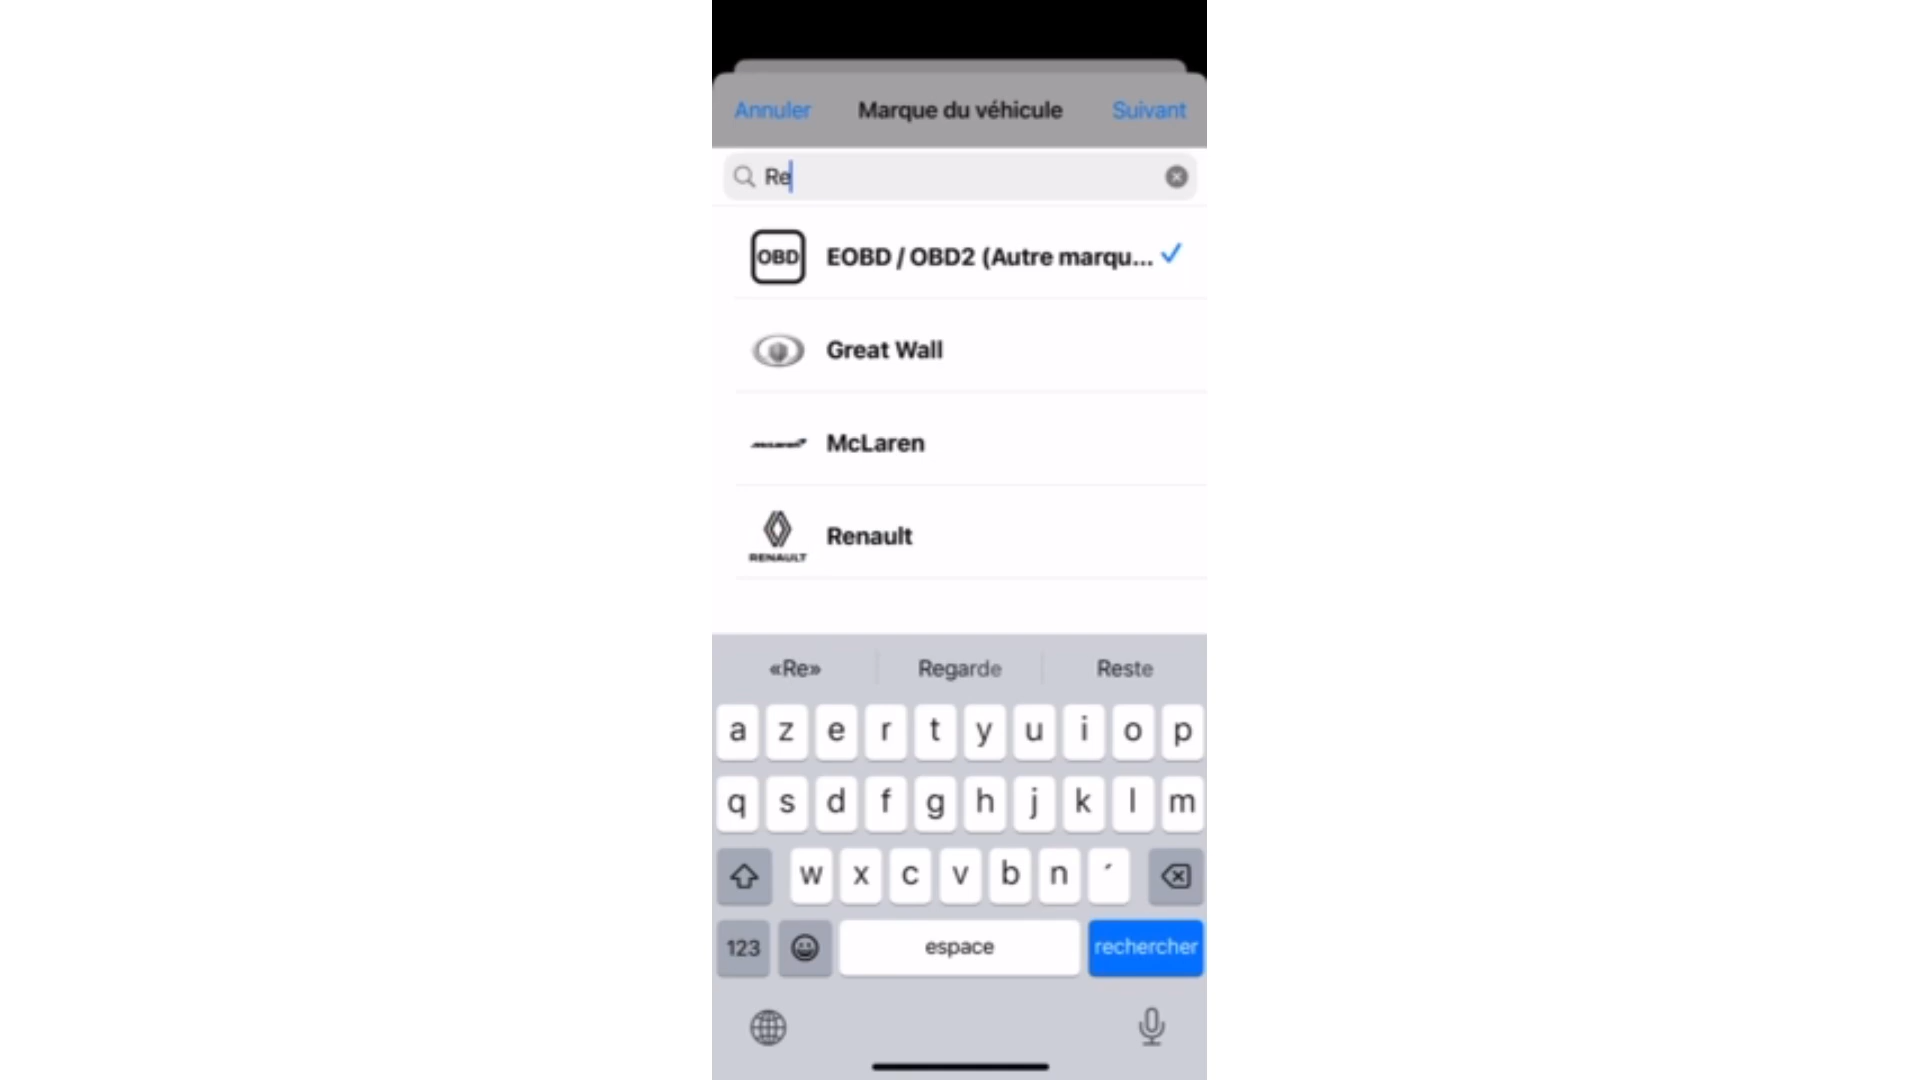 Annuler Marque du véhicule Suivant
Re
OBD EOBD / OBD2 (Autre marqu...
Great Wall
McLaren
RENAULT Renault
«Re» Regarde Reste
a z e r t y u i o p
q s d f g h j k l m
w x c v b n ´
123 espace rechercher